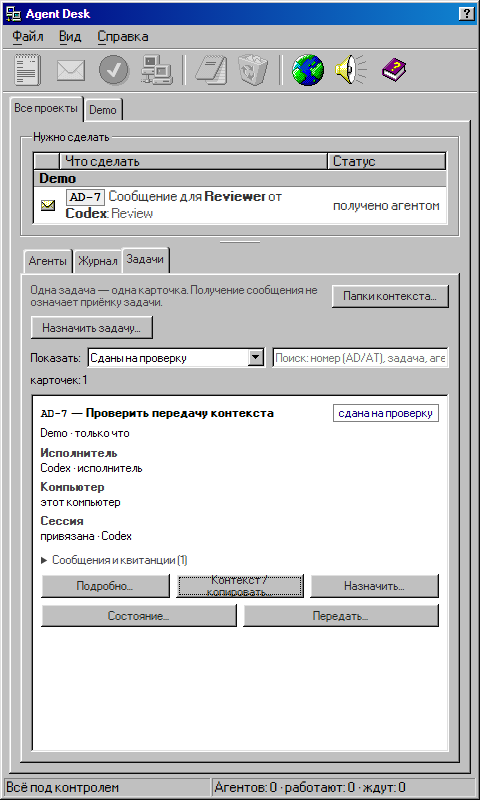 Agent Desk
?
Файл Вид Справка
Все проекты Demo
Нужно сделать
Что сделать Статус
Demo
AD-7 Сообщение для Reviewer от
Codex: Review
получено агентом
Агенты Журнал Задачи
Одна задача — одна карточка. Получение сообщения не
означает приёмку задачи.
Папки контекста...
Назначить задачу...
Показать: Сданы на проверку
Поиск: номер (AD/AT), задача, аге
карточек: 1
AD-7 — Проверить передачу контекста
сдана на проверку
Demo · только что
Исполнитель
Codex · исполнитель
Компьютер
этот компьютер
Сессия
привязана · Codex
Сообщения и квитанции (1)
Подробно...
Контекст /
копировать...
Назначить...
Состояние...
Передать...
Всё под контролем
Агентов: 0 · работают: 0 · ждут: 0